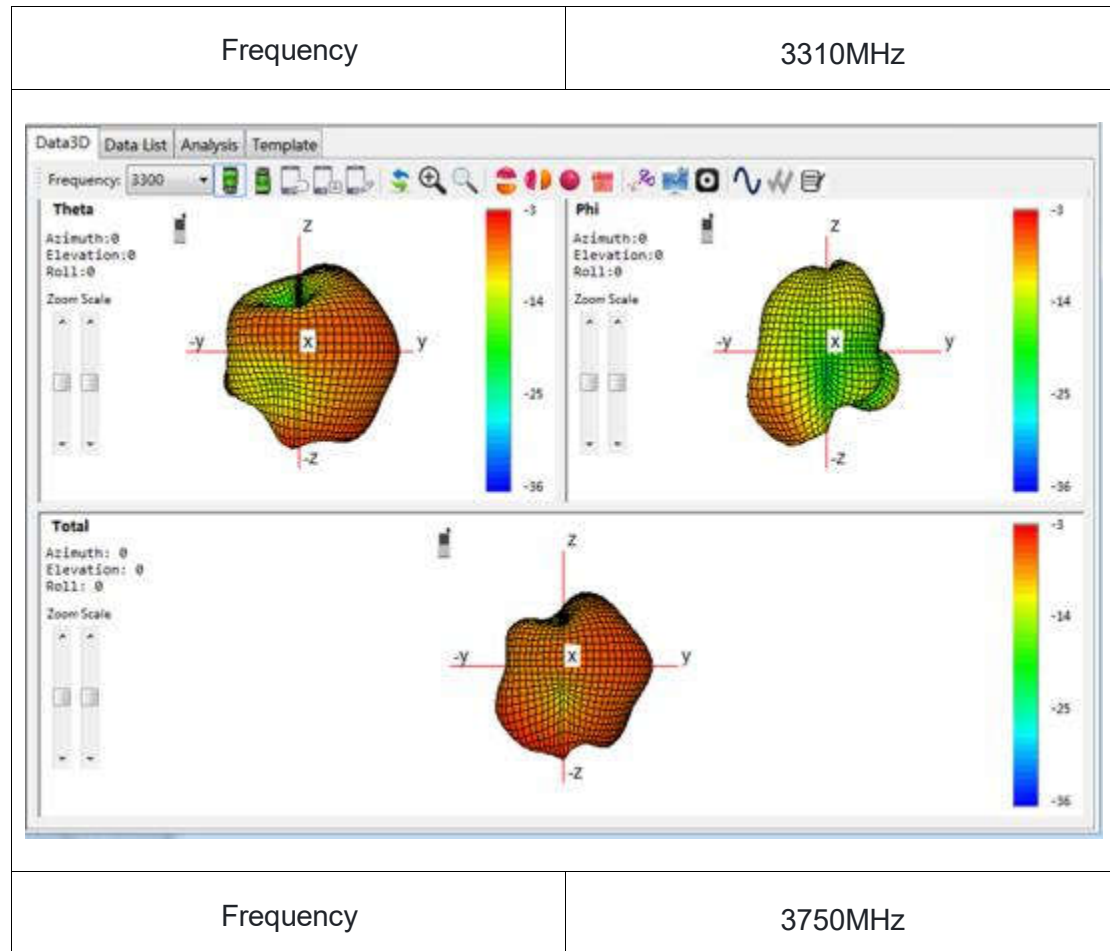 Frequency 3310MHz
Data3D Data List Analysis Template
Frequency: 3300
Theta
Azimuth:0
Elevation:0
Roll:0
Zoom Scale
z
-y
x
y
-z
-3
-14
-25
-36
Phi
Azimuth:0
Elevation:0
Roll:0
Zoom Scale
z
-y
x
y
-z
-3
-14
-25
-36
Total
Azimuth: 0
Elevation: 0
Roll: 0
Zoom Scale
z
-y
x
y
-z
-3
-14
-25
-36
Frequency 3750MHz